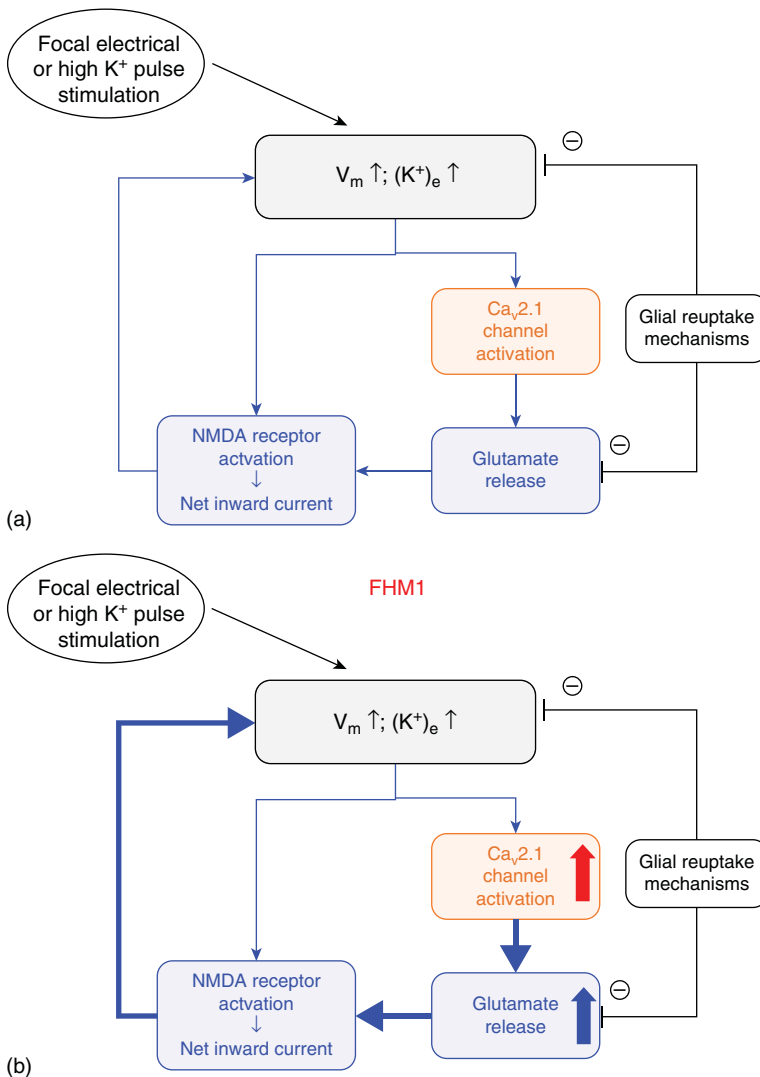 Focal electrical
or high K⁺ pulse
stimulation
⊖
Vₘ ↑; (K⁺)ₑ ↑
Caᵥ2.1
channel
activation
Glial reuptake
mechanisms
NMDA receptor
actvation
↓
Net inward current
Glutamate
release
⊖
(a)
Focal electrical
or high K⁺ pulse
stimulation
FHM1
⊖
Vₘ ↑; (K⁺)ₑ ↑
Caᵥ2.1
channel
activation
Glial reuptake
mechanisms
NMDA receptor
actvation
↓
Net inward current
Glutamate
release
⊖
(b)